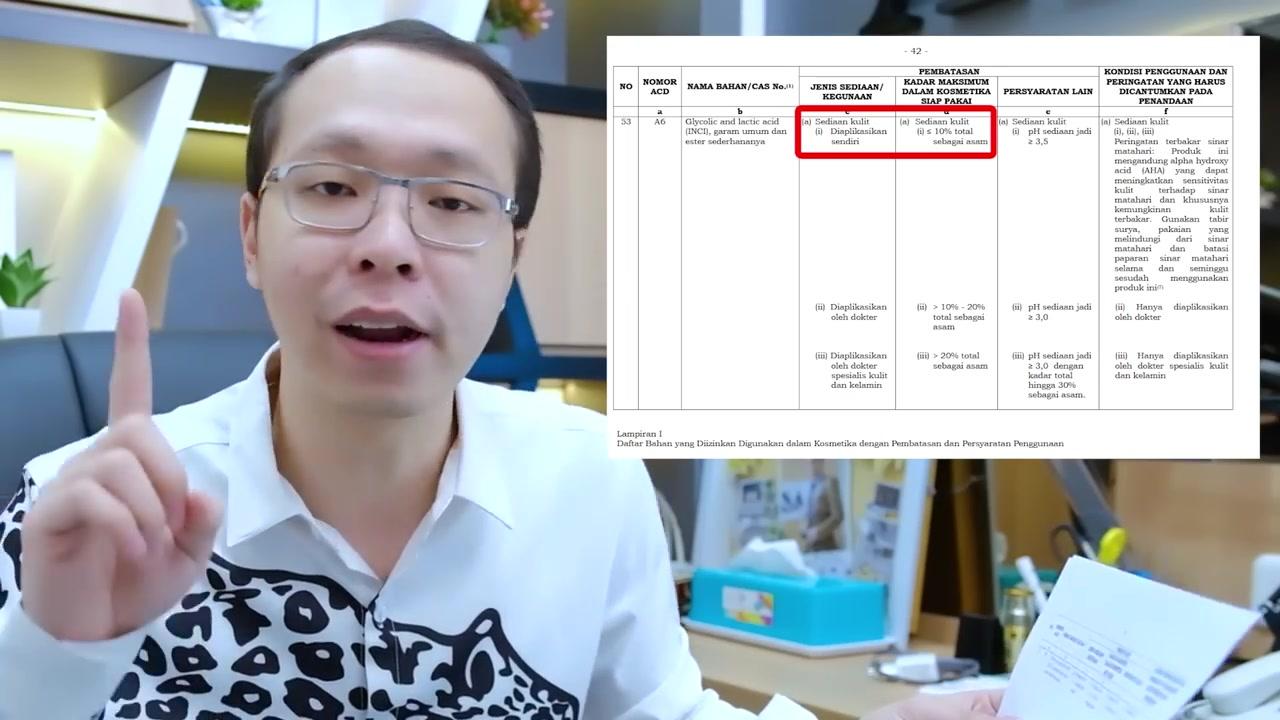 - 42 -
NO
NOMOR ACD
NAMA BAHAN/CAS No.(1)
PEMBATASAN
JENIS SEDIAAN/ KEGUNAAN
KADAR MAKSIMUM DALAM KOSMETIKA SIAP PAKAI
PERSYARATAN LAIN
KONDISI PENGGUNAAN DAN PERINGATAN YANG HARUS DICANTUMKAN PADA PENANDAAN
a
b
c
d
e
f
53
A6
Glycolic and lactic acid
(INCI), garam umum dan
ester sederhananya
(a) Sediaan kulit
(i) Diaplikasikan
sendiri
(a) Sediaan kulit
(i) ≤ 10% total
sebagai asam
(a) Sediaan kulit
(i) pH sediaan jadi
≥ 3,5
(a) Sediaan kulit
(i), (ii), (iii)
Peringatan terbakar sinar
matahari: Produk ini
mengandung alpha hydroxy
acid (AHA) yang dapat
meningkatkan sensitivitas
kulit terhadap sinar
matahari dan khususnya
kemungkinan kulit
terbakar. Gunakan tabir
surya, pakaian yang
melindungi dari sinar
matahari dan batasi
paparan sinar matahari
selama dan seminggu
sesudah menggunakan
produk ini(7)
(ii) Diaplikasikan
oleh dokter
(ii) > 10% - 20%
total sebagai
asam
(ii) pH sediaan jadi
≥ 3,0
(ii) Hanya diaplikasikan
oleh dokter
(iii) Diaplikasikan
oleh dokter
spesialis kulit
dan kelamin
(iii) > 20% total
sebagai asam
(iii) pH sediaan jadi
≥ 3,0 dengan
kadar total
hingga 30%
sebagai asam.
(iii) Hanya diaplikasikan
oleh dokter spesialis kulit
dan kelamin
Lampiran I
Daftar Bahan yang Diizinkan Digunakan dalam Kosmetika dengan Pembatasan dan Persyaratan Penggunaan